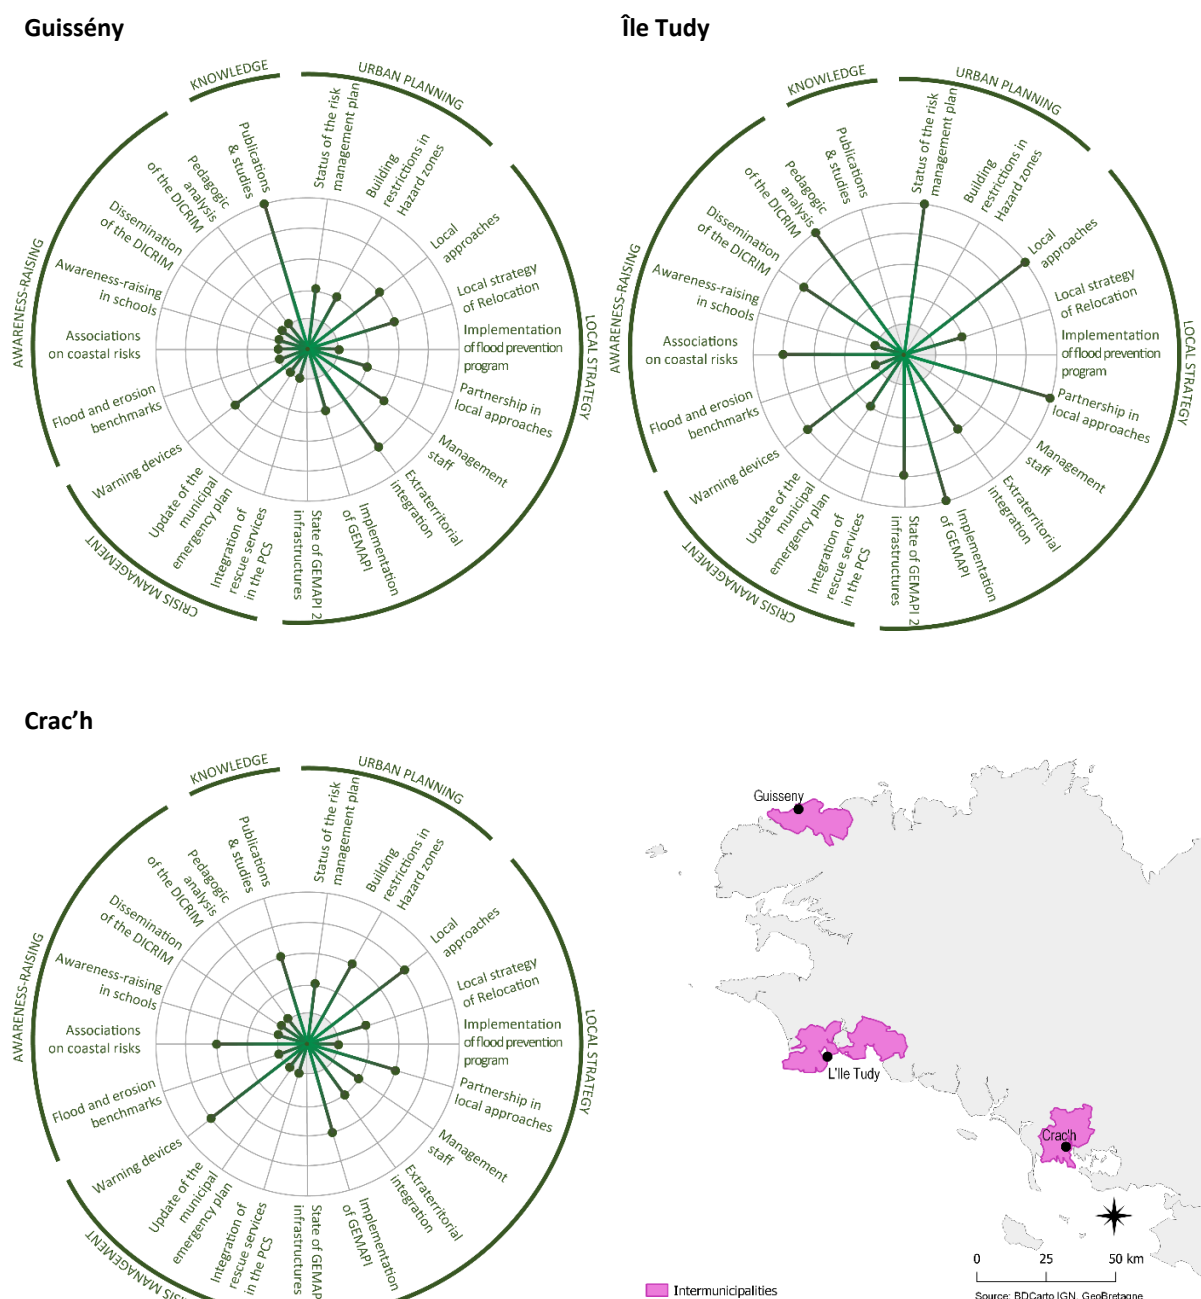 Guissény
KNOWLEDGE
URBAN PLANNING
LOCAL STRATEGY
CRISIS MANAGEMENT
AWARENESS-RAISING
Publications
& studies
Status of the risk
management plan
Building
restrictions in
Hazard zones
Local
approaches
Local strategy
of Relocation
Implementation
of flood prevention
program
Partnership in
local approaches
Management
staff
Extraterritorial
integration
Implementation
of GEMAPI
State of GEMAPI 2
infrastructures
Integration of
rescue services
in the PCS
Update of the
municipal
emergency plan
Warning devices
Flood and erosion
benchmarks
Associations
on coastal risks
Awareness-raising
in schools
Dissemination
of the DICRIM
Pedagogic
analysis
of the DICRIM
Île Tudy
KNOWLEDGE
URBAN PLANNING
LOCAL STRATEGY
CRISIS MANAGEMENT
AWARENESS-RAISING
Publications
& studies
Status of the risk
management plan
Building
restrictions in
Hazard zones
Local
approaches
Local strategy
of Relocation
Implementation
of flood prevention
program
Partnership in
local approaches
Management
staff
Extraterritorial
integration
Implementation
of GEMAPI
State of GEMAPI 2
infrastructures
Integration of
rescue services
in the PCS
Update of the
municipal
emergency plan
Warning devices
Flood and erosion
benchmarks
Associations
on coastal risks
Awareness-raising
in schools
Dissemination
of the DICRIM
Pedagogic
analysis
of the DICRIM
Crac’h
KNOWLEDGE
URBAN PLANNING
LOCAL STRATEGY
CRISIS MANAGEMENT
AWARENESS-RAISING
Publications
& studies
Status of the risk
management plan
Building
restrictions in
Hazard zones
Local
approaches
Local strategy
of Relocation
Implementation
of flood prevention
program
Partnership in
local approaches
Management
staff
Extraterritorial
integration
Implementation
of GEMAPI
State of GEMAP
infrastructures
Integration of
rescue services
in the PCS
Update of the
municipal
emergency plan
Warning devices
Flood and erosion
benchmarks
Associations
on coastal risks
Awareness-raising
in schools
Dissemination
of the DICRIM
Pedagogic
analysis
of the DICRIM
Guisseny
L'Ile Tudy
Crac'h
0 25 50 km
Intermunicipalities
Source: BDCarto IGN, GeoBretagne